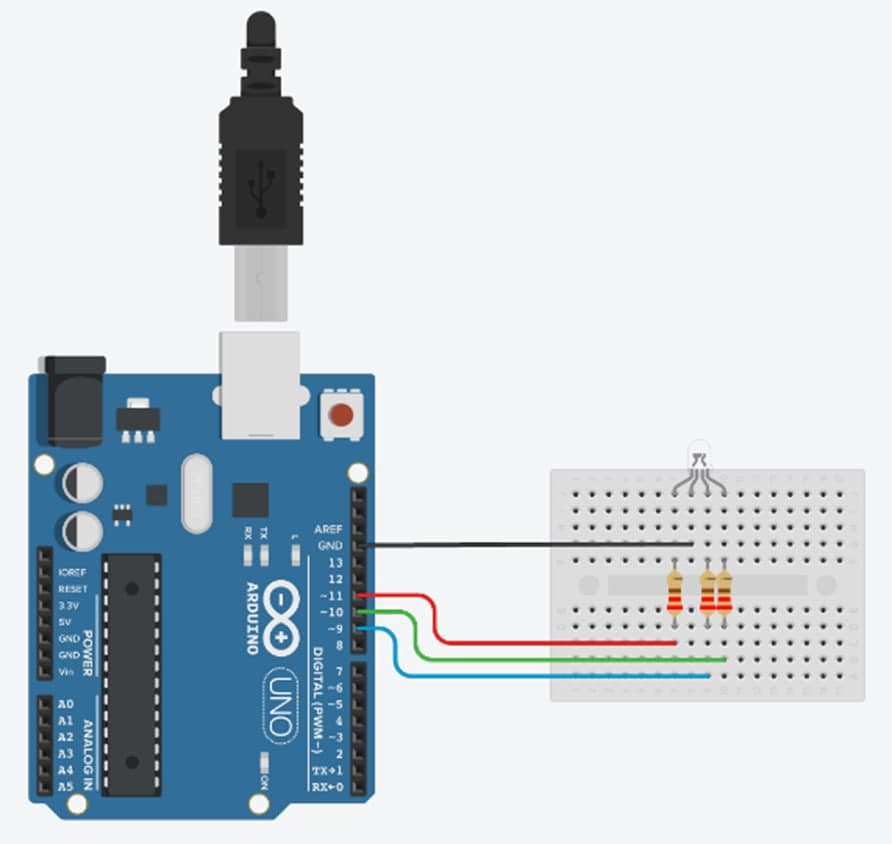 AREF
GND
13
12
~11
~10
~9
8
7
~6
~5
4
~3
2
TX→1
RX←0
DIGITAL (PWM~)
RX
TX
L
ARDUINO
UNO
ON
IOREF
RESET
3.3V
5V
GND
GND
Vin
POWER
A0
A1
A2
A3
A4
A5
ANALOG IN